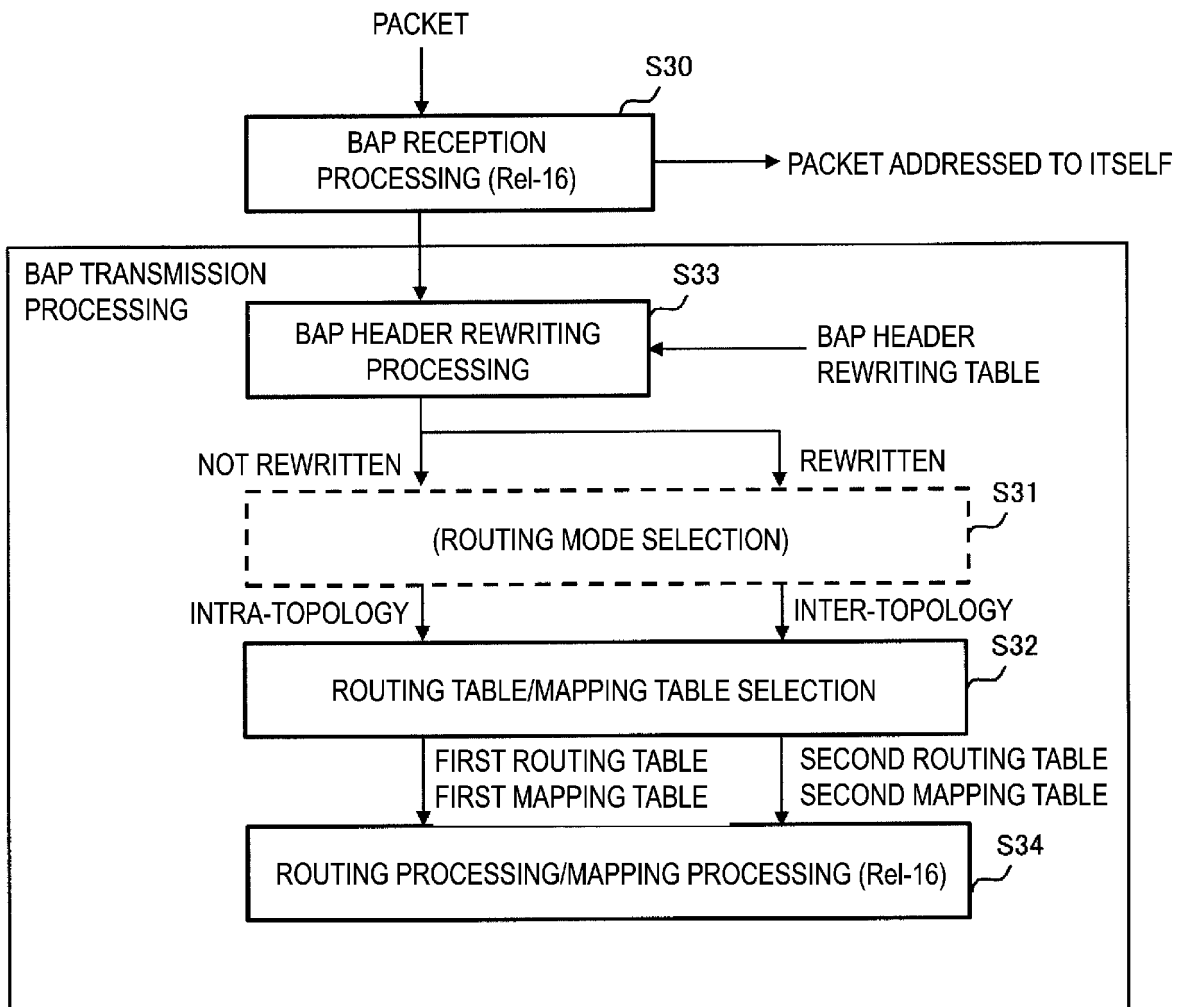 PACKET
S30
BAP RECEPTION
PROCESSING (Rel-16)
PACKET ADDRESSED TO ITSELF
BAP TRANSMISSION
PROCESSING
S33
BAP HEADER REWRITING
PROCESSING
BAP HEADER
REWRITING TABLE
NOT REWRITTEN
REWRITTEN
S31
(ROUTING MODE SELECTION)
INTRA-TOPOLOGY
INTER-TOPOLOGY
S32
ROUTING TABLE/MAPPING TABLE SELECTION
FIRST ROUTING TABLE
FIRST MAPPING TABLE
SECOND ROUTING TABLE
SECOND MAPPING TABLE
S34
ROUTING PROCESSING/MAPPING PROCESSING (Rel-16)